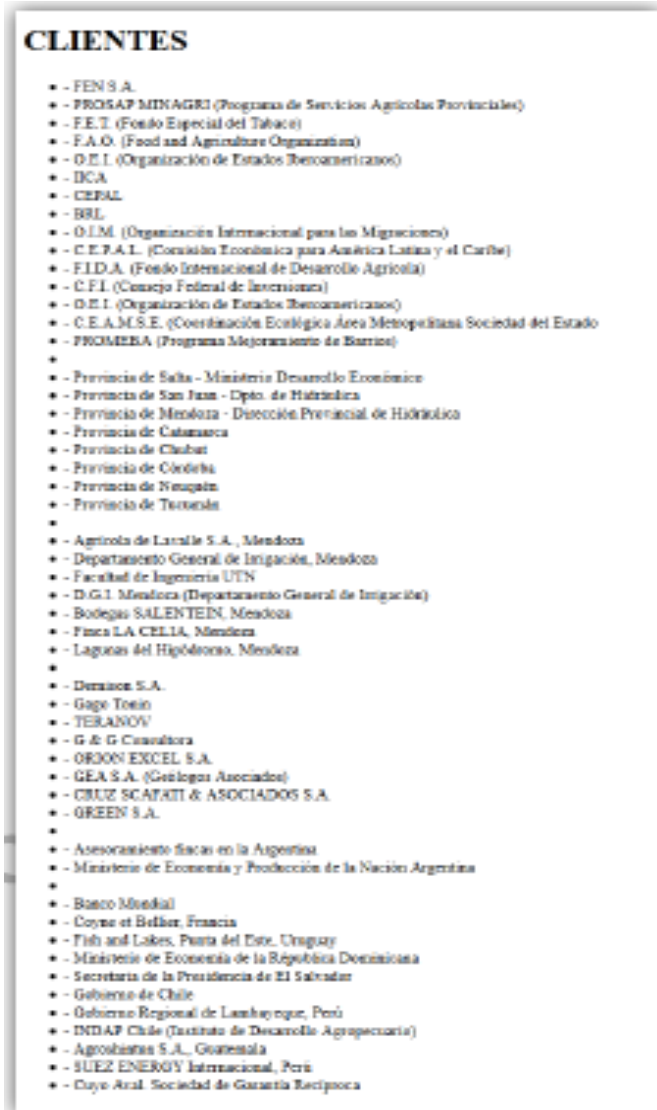 CLIENTES
• - FEN S.A.
• - PROSAP MINAGRI (Programa de Servicios Agrícolas Provinciales)
• - F.E.T. (Fondo Especial del Tabaco)
• - F.A.O. (Food and Agriculture Organization)
• - O.E.I. (Organización de Estados Iberoamericanos)
• - IICA
• - CEPAL
• - BRL
• - O.I.M. (Organización Internacional para las Migraciones)
• - C.E.P.A.L. (Comisión Económica para América Latina y el Caribe)
• - F.I.D.A. (Fondo Internacional de Desarrollo Agrícola)
• - C.F.I. (Consejo Federal de Inversiones)
• - O.E.I. (Organización de Estados Iberoamericanos)
• - C.E.A.M.S.E. (Coordinación Ecológica Área Metropolitana Sociedad del Estado
• - PROMEBA (Programa Mejoramiento de Barrios)
•
• - Provincia de Salta - Ministerio Desarrollo Económico
• - Provincia de San Juan - Dpto. de Hidráulica
• - Provincia de Mendoza - Dirección Provincial de Hidráulica
• - Provincia de Catamarca
• - Provincia de Chubut
• - Provincia de Córdoba
• - Provincia de Neuquén
• - Provincia de Tucumán
•
• - Agrícola de Lavalle S.A., Mendoza
• - Departamento General de Irrigación, Mendoza
• - Facultad de Ingeniería UTN
• - D.G.I. Mendoza (Departamento General de Irrigación)
• - Bodegas SALENTEIN, Mendoza
• - Finca LA CELIA, Mendoza
• - Lagunas del Hipódromo, Mendoza
•
• - Demison S.A.
• - Gago Tonin
• - TERANOV
• - G & G Consultora
• - ORION EXCEL S.A.
• - GEA S.A. (Geólogos Asociados)
• - CRUZ SCAFATI & ASOCIADOS S.A.
• - GREEN S.A.
•
• - Asesoramiento fincas en la Argentina
• - Ministerio de Economía y Producción de la Nación Argentina
•
• - Banco Mundial
• - Coyne et Bellier, Francia
• - Fish and Lakes, Punta del Este, Uruguay
• - Ministerio de Economía de la Républica Dominicana
• - Secretaria de la Presidencia de El Salvador
• - Gobierno de Chile
• - Gobierno Regional de Lambayeque, Perú
• - INDAP Chile (Instituto de Desarrollo Agropecuario)
• - S.A., Guatemala
• - SUEZ ENERGY Internacional, Perú
• - Cuyo Aval. Sociedad de Garantía Recíproca